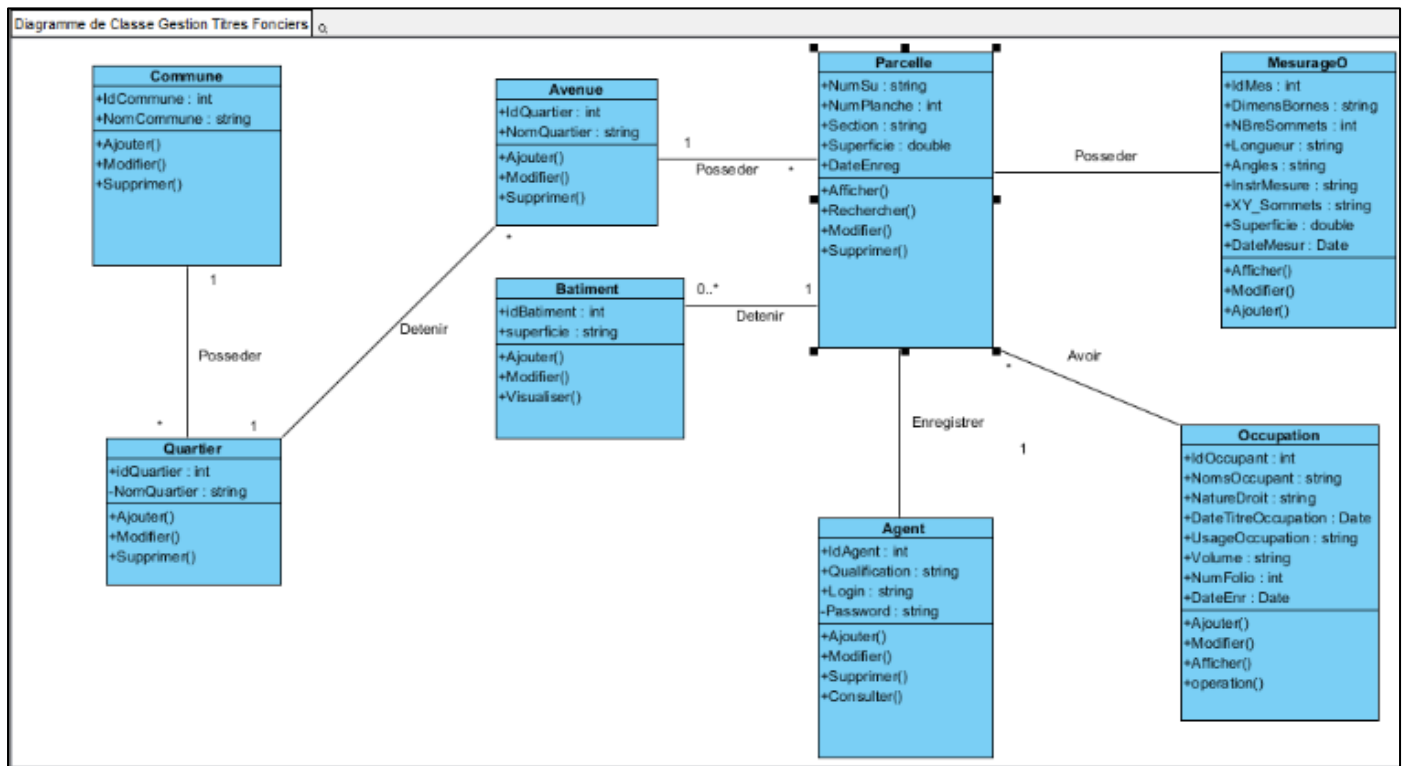 Diagramme de Classe Gestion Titres Fonciers
Commune
+IdCommune : int
+NomCommune : string
+Ajouter()
+Modifier()
+Supprimer()
1
Posseder
*
Quartier
+idQuartier : int
-NomQuartier : string
+Ajouter()
+Modifier()
+Supprimer()
1
Detenir
*
Avenue
+IdQuartier : int
+NomQuartier : string
+Ajouter()
+Modifier()
+Supprimer()
1
Posseder
*
Batiment
+idBatiment : int
+superficie : string
+Ajouter()
+Modifier()
+Visualiser()
0..*
1
Detenir
Parcelle
+NumSu : string
+NumPlanche : int
+Section : string
+Superficie : double
+DateEnreg
+Afficher()
+Rechercher()
+Modifier()
+Supprimer()
Posseder
MesurageO
+IdMes : int
+DimensBornes : string
+NBreSommets : int
+Longueur : string
+Angles : string
+InstrMesure : string
+XY_Sommets : string
+Superficie : double
+DateMesur : Date
+Afficher()
+Modifier()
+Ajouter()
*
Avoir
1
Enregistrer
Agent
+IdAgent : int
+Qualification : string
+Login : string
-Password : string
+Ajouter()
+Modifier()
+Supprimer()
+Consulter()
Occupation
+IdOccupant : int
+NomsOccupant : string
+NatureDroit : string
+DateTitreOccupation : Date
+UsageOccupation : string
+Volume : string
+NumFolio : int
+DateEnr : Date
+Ajouter()
+Modifier()
+Afficher()
+operation()